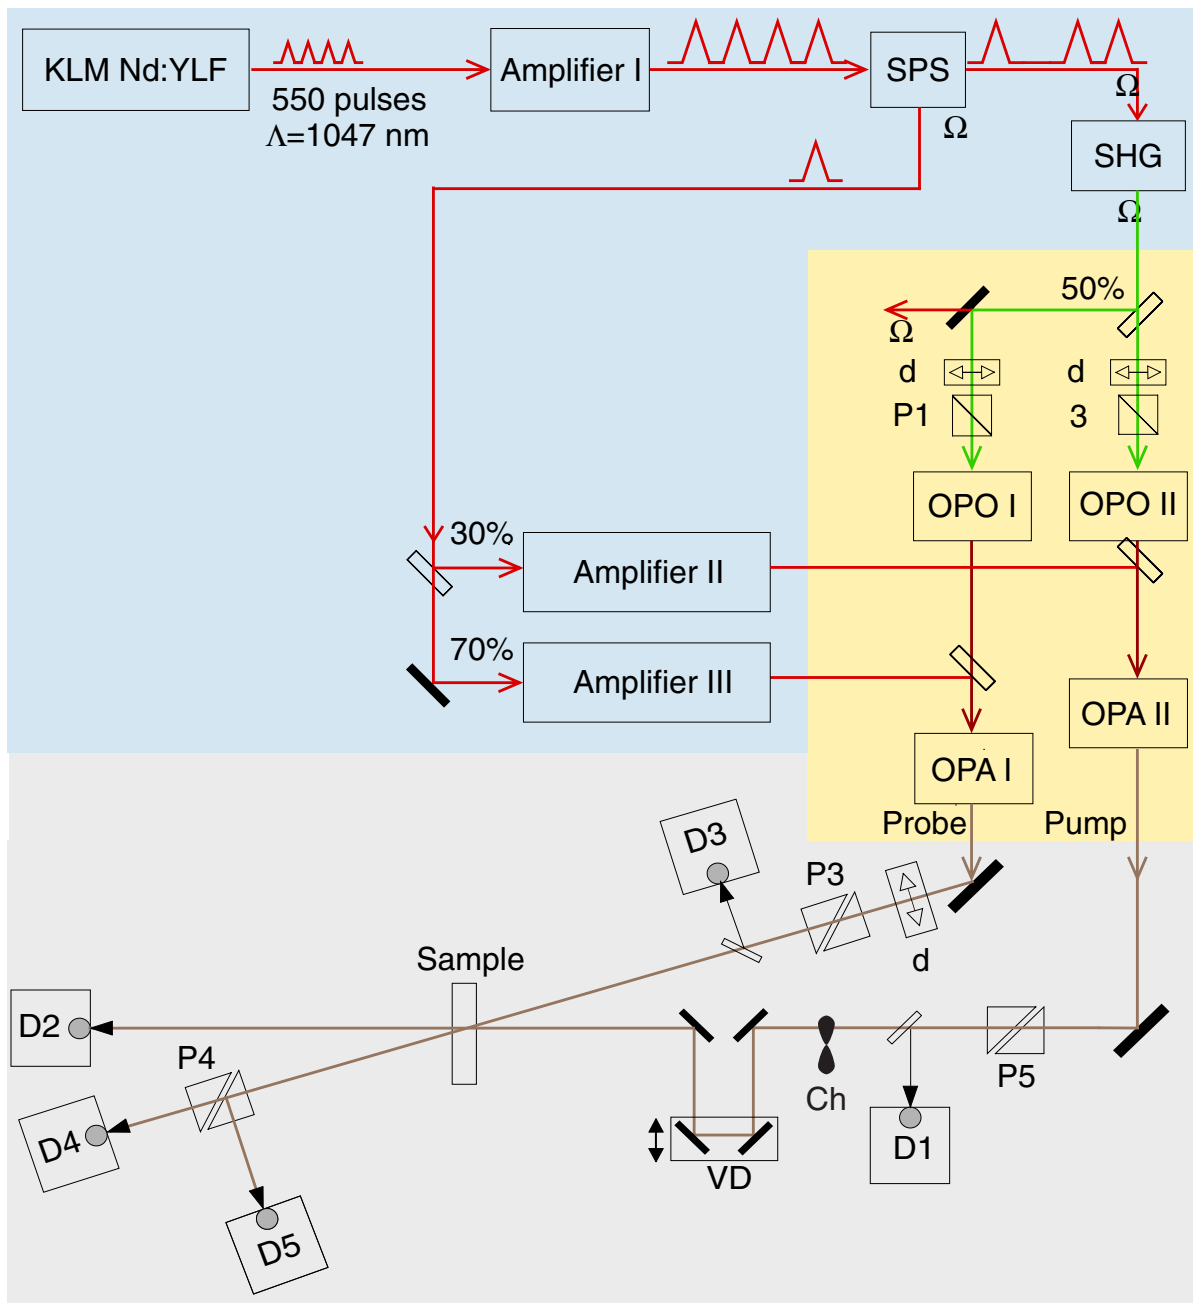 KLM Nd:YLF
550 pulses
Λ=1047 nm
Amplifier I
SPS
Ω
Ω
SHG
Ω
50%
Ω
d
d
P1
3
OPO I
OPO II
30%
Amplifier II
70%
Amplifier III
OPA II
OPA I
Probe
Pump
D3
P3
d
Sample
D2
P4
Ch
P5
D4
VD
D1
D5